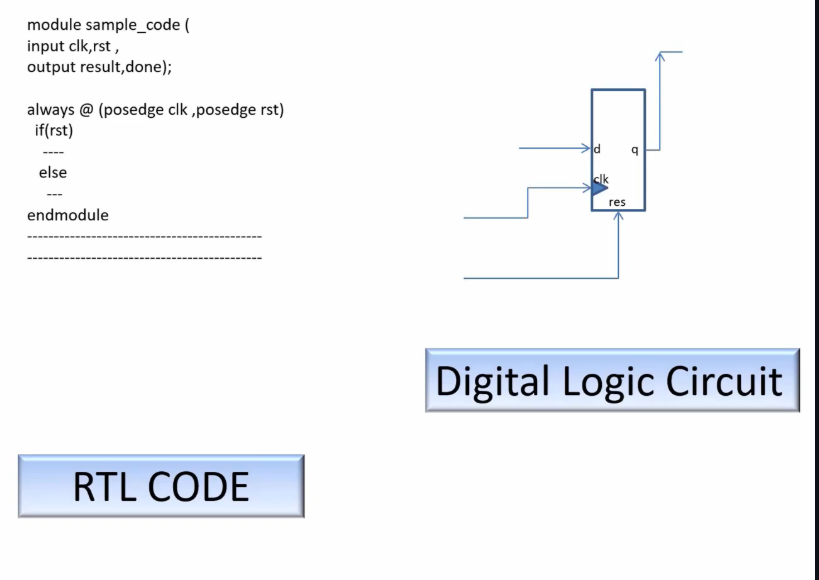 module sample_code (
input clk,rst ,
output result,done);
always @ (posedge clk ,posedge rst)
if(rst)
----
else
---
endmodule
--------------------------------------------
--------------------------------------------
d
q
clk
res
Digital Logic Circuit
RTL CODE